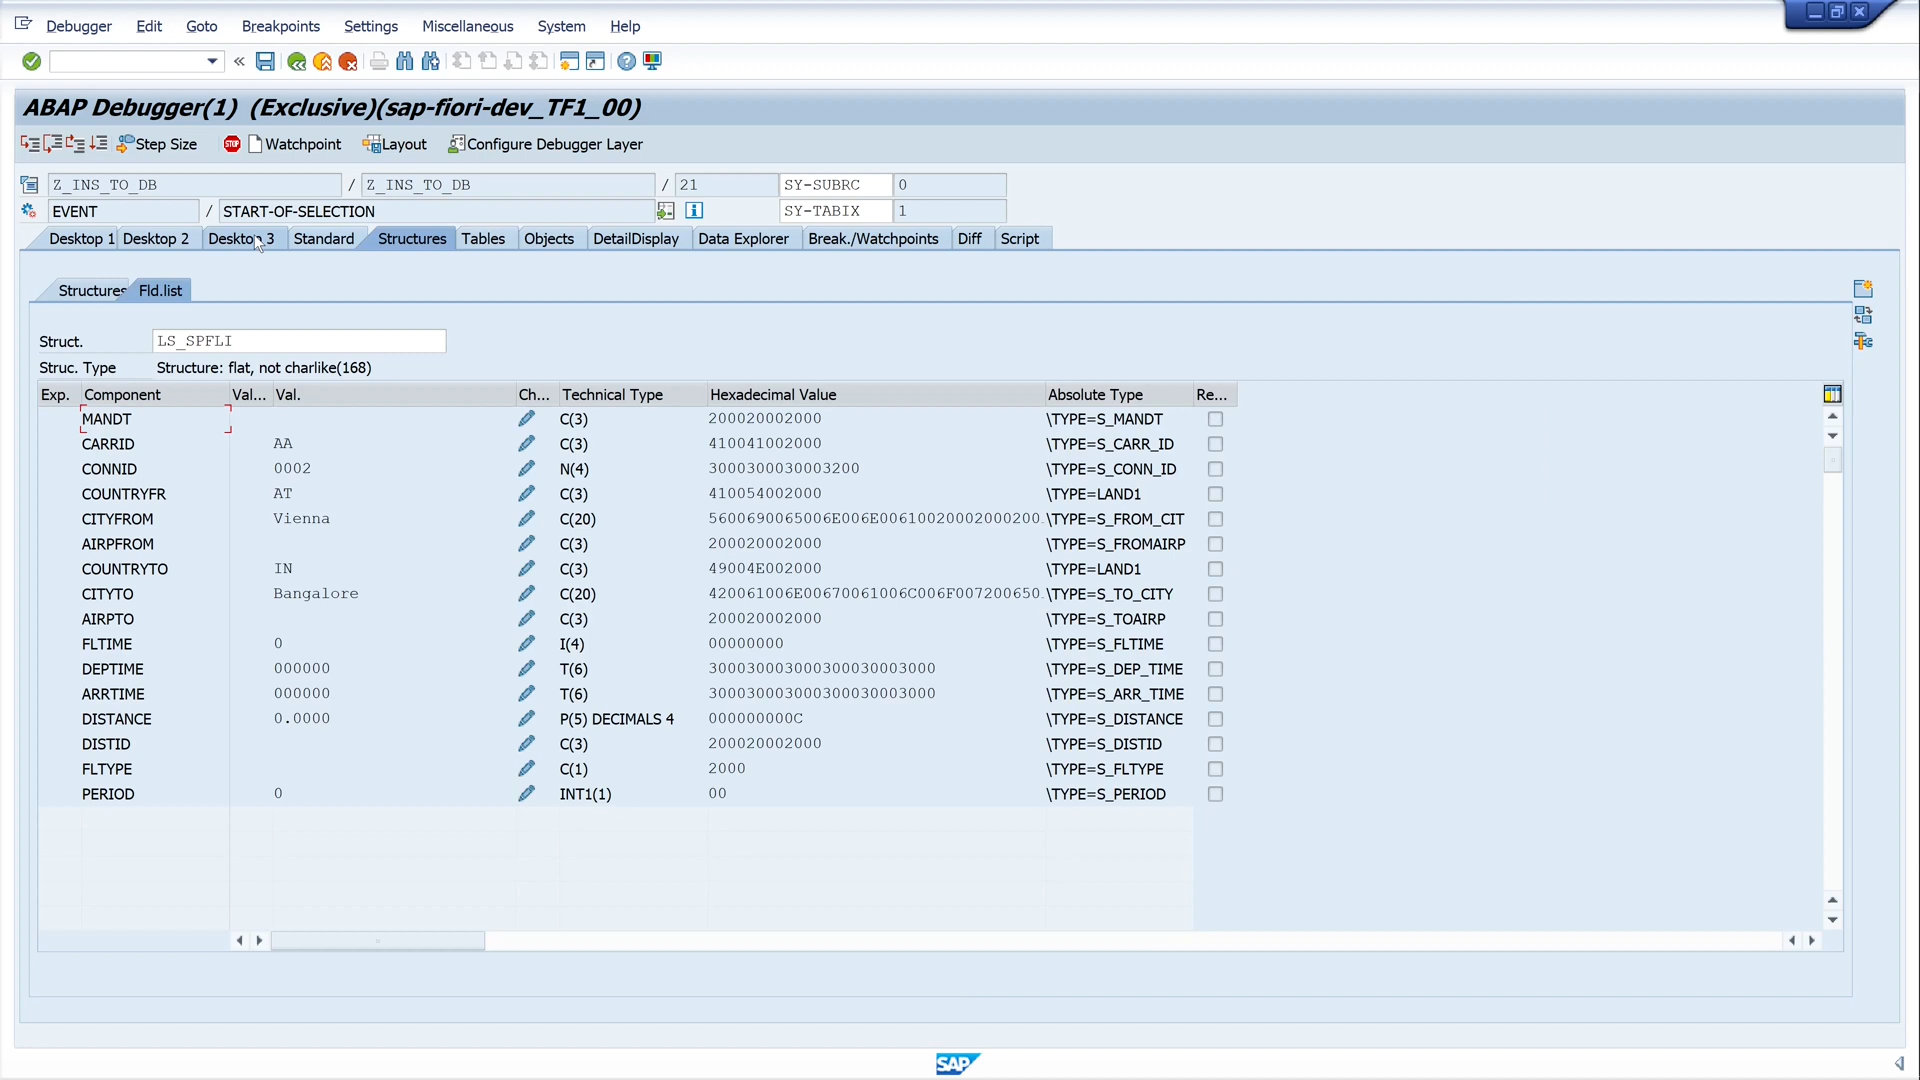 Debugger Edit Goto Breakpoints Settings Miscellaneous System Help
ABAP Debugger(1) (Exclusive)(sap-fiori-dev_TF1_00)
Step Size STOP Watchpoint Layout Configure Debugger Layer
Z_INS_TO_DB / Z_INS_TO_DB / 21 SY-SUBRC 0
EVENT / START-OF-SELECTION SY-TABIX 1
Desktop 1 Desktop 2 Desktop 3 Standard Structures Tables Objects DetailDisplay Data Explorer Break./Watchpoints Diff Script
Structures Fld.list
Struct. LS_SPFLI
Struc. Type Structure: flat, not charlike(168)
Exp. Component Val... Val. Ch... Technical Type Hexadecimal Value Absolute Type Re...
MANDT C(3) 200020002000 \TYPE=S_MANDT
CARRID AA C(3) 410041002000 \TYPE=S_CARR_ID
CONNID 0002 N(4) 3000300030003200 \TYPE=S_CONN_ID
COUNTRYFR AT C(3) 410054002000 \TYPE=LAND1
CITYFROM Vienna C(20) 5600690065006E006E00610020002000200. \TYPE=S_FROM_CIT
AIRPFROM C(3) 200020002000 \TYPE=S_FROMAIRP
COUNTRYTO IN C(3) 49004E002000 \TYPE=LAND1
CITYTO Bangalore C(20) 420061006E00670061006C006F007200650. \TYPE=S_TO_CITY
AIRPTO C(3) 200020002000 \TYPE=S_TOAIRP
FLTIME 0 I(4) 00000000 \TYPE=S_FLTIME
DEPTIME 000000 T(6) 300030003000300030003000 \TYPE=S_DEP_TIME
ARRTIME 000000 T(6) 300030003000300030003000 \TYPE=S_ARR_TIME
DISTANCE 0.0000 P(5) DECIMALS 4 000000000C \TYPE=S_DISTANCE
DISTID C(3) 200020002000 \TYPE=S_DISTID
FLTYPE C(1) 2000 \TYPE=S_FLTYPE
PERIOD 0 INT1(1) 00 \TYPE=S_PERIOD
SAP